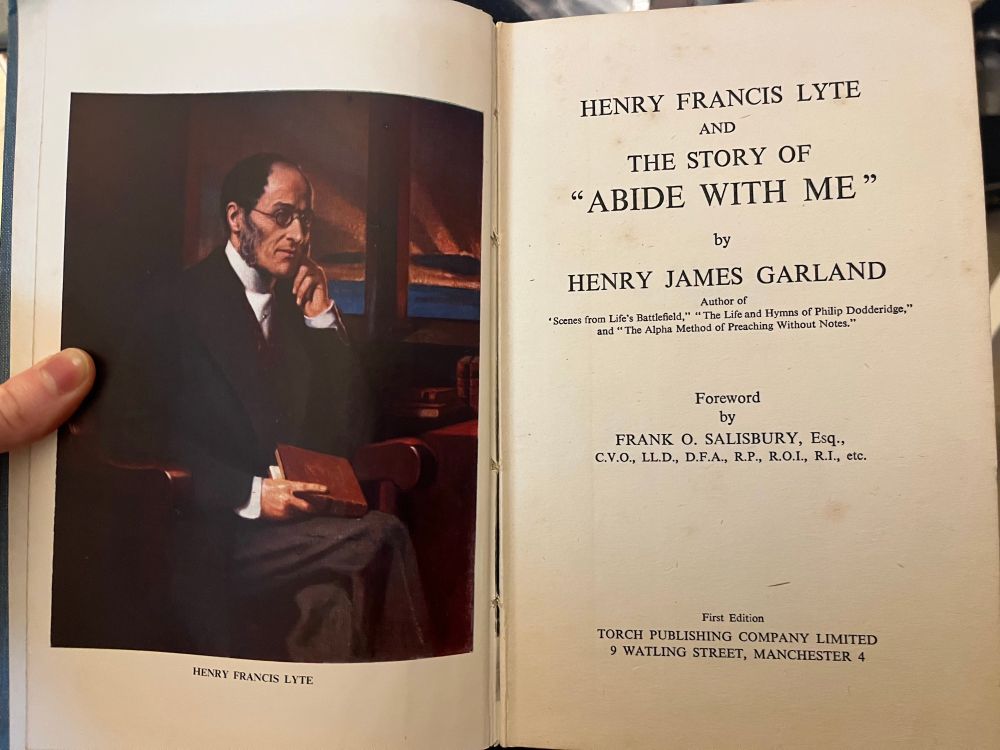 HENRY FRANCIS LYTE
HENRY FRANCIS LYTE
AND
THE STORY OF
“ABIDE WITH ME”
by
HENRY JAMES GARLAND
Author of
‘Scenes from Life's Battlefield,” “The Life and Hymns of Philip Dodderidge,”
and “The Alpha Method of Preaching Without Notes.”
Foreword
by
FRANK O. SALISBURY, Esq.,
C.V.O., LL.D., D.F.A., R.P., R.O.I., R.I., etc.
First Edition
TORCH PUBLISHING COMPANY LIMITED
9 WATLING STREET, MANCHESTER 4